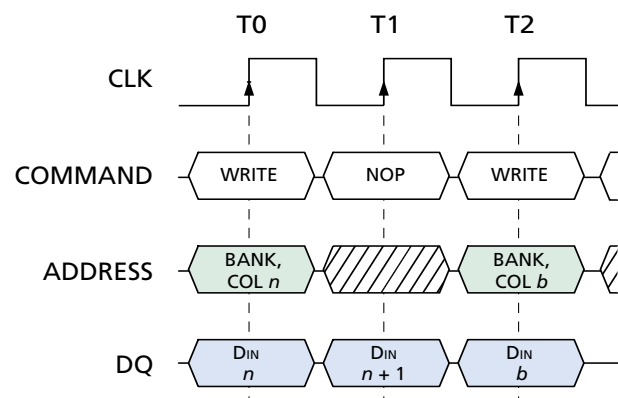 T0 T1 T2
CLK
COMMAND WRITE NOP WRITE
ADDRESS BANK, COL n BANK, COL b
DQ DIN n DIN n + 1 DIN b